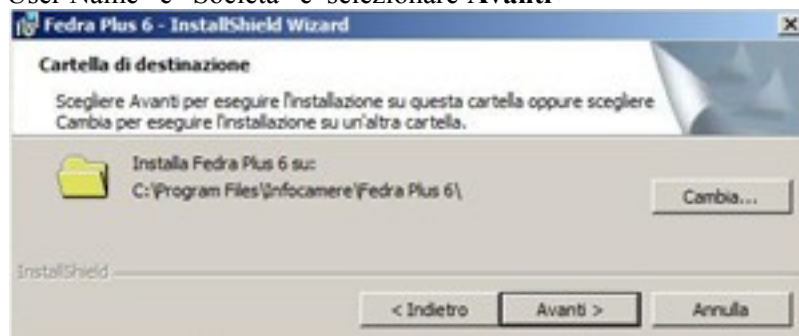 User Name" e "Società" e selezionare Avanti
Fedra Plus 6 - InstallShield Wizard
Cartella di destinazione
Scegliere Avanti per eseguire l'installazione su questa cartella oppure scegliere
Cambia per eseguire l'installazione su un'altra cartella.
Installa Fedra Plus 6 su:
C:\Program Files\Infocamere\Fedra Plus 6\
Cambia...
InstallShield
< Indietro Avanti > Annulla